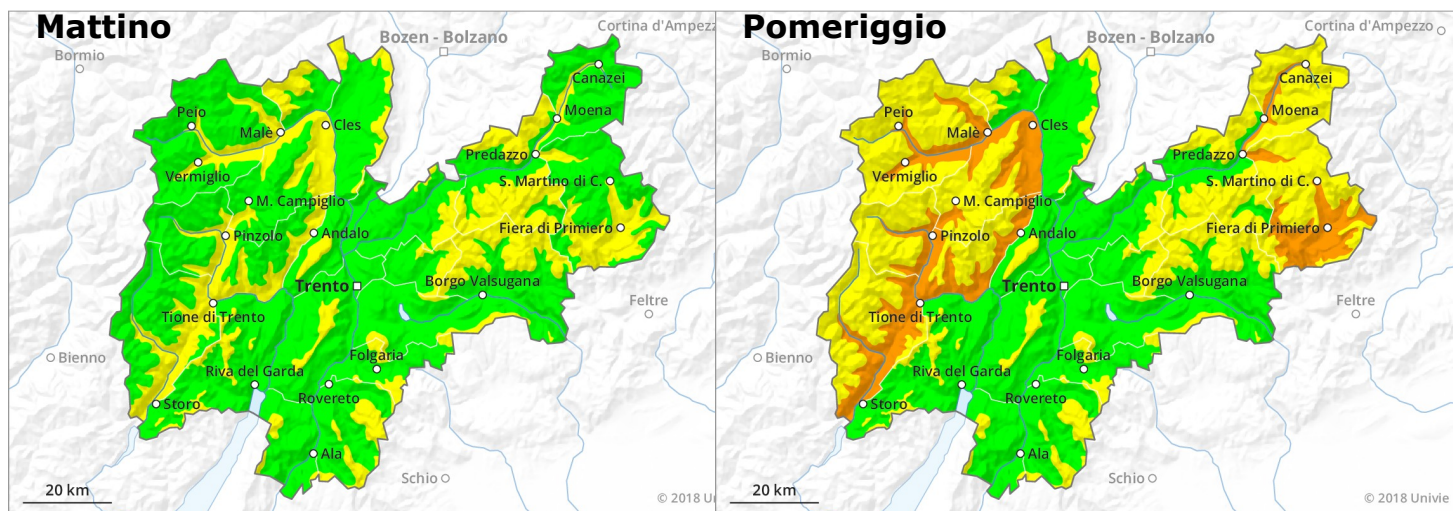 Mattino
Cortina d'Ampezz
Bozen - Bolzano
Bormio
Canazei
Peio
Moena
Malè
Cles
Predazzo
Vermiglio
S. Martino di C.
M. Campiglio
Fiera di Primiero
Pinzolo
Andalo
Borgo Valsugana
Trento
Feltre
Tione di Trento
Bienno
Folgaria
Riva del Garda
Rovereto
Storo
Ala
Schio
20 km
© 2018 Un
Pomeriggio
Cortina d'Ampezzo
Bozen - Bolzano
Bormio
Canazei
Peio
Moena
Malè
Cles
Predazzo
Vermiglio
S. Martino di C.
M. Campiglio
Fiera di Primiero
Pinzolo
Andalo
Borgo Valsugana
Trento
Feltre
Tione di Trento
Bienno
Folgaria
Riva del Garda
Rovereto
Storo
Ala
Schio
20 km
© 2018 Univie